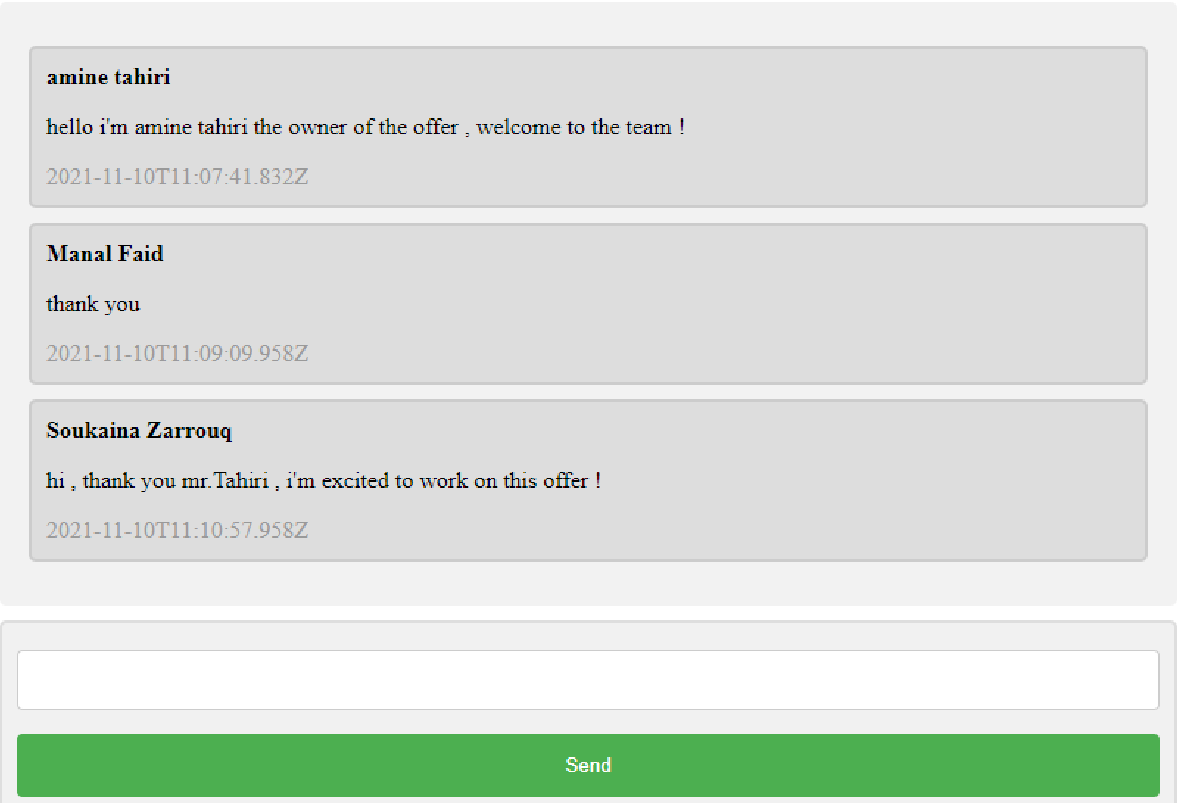 amine tahiri
hello i'm amine tahiri the owner of the offer , welcome to the team !
2021-11-10T11:07:41.832Z
Manal Faid
thank you
2021-11-10T11:09:09.958Z
Soukaina Zarrouq
hi , thank you mr.Tahiri , i'm excited to work on this offer !
2021-11-10T11:10:57.958Z
Send